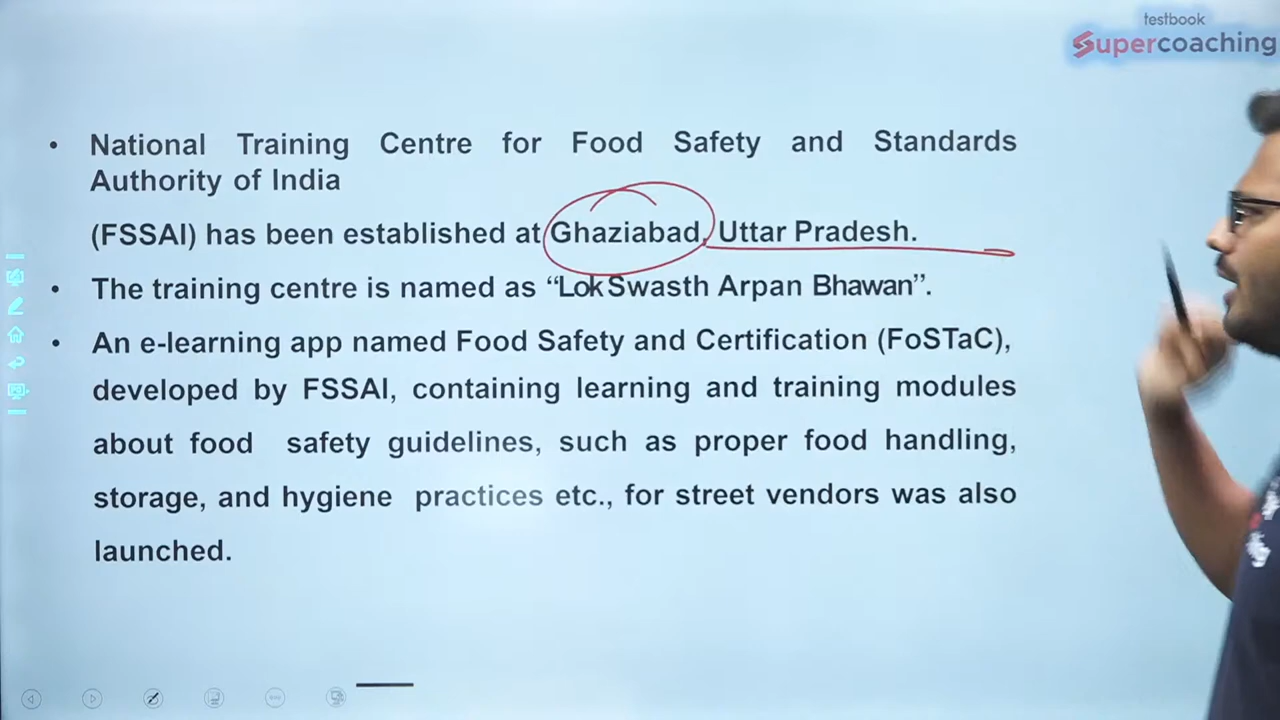 testbook
Supercoaching
• National Training Centre for Food Safety and Standards
Authority of India
(FSSAI) has been established at Ghaziabad, Uttar Pradesh.
• The training centre is named as “Lok Swasth Arpan Bhawan”.
• An e-learning app named Food Safety and Certification (FoSTaC),
developed by FSSAI, containing learning and training modules
about food safety guidelines, such as proper food handling,
storage, and hygiene practices etc., for street vendors was also
launched.